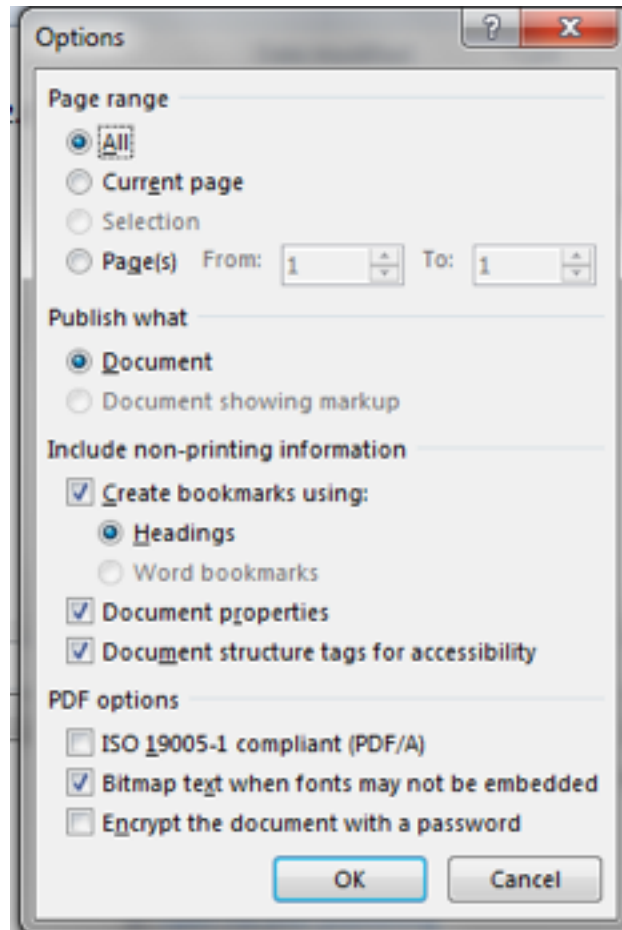 Options
?
Page range
All
Current page
Selection
Page(s) From: 1 To: 1
Publish what
Document
Document showing markup
Include non-printing information
Create bookmarks using:
Headings
Word bookmarks
Document properties
Document structure tags for accessibility
PDF options
ISO 19005-1 compliant (PDF/A)
Bitmap text when fonts may not be embedded
Encrypt the document with a password
OK Cancel